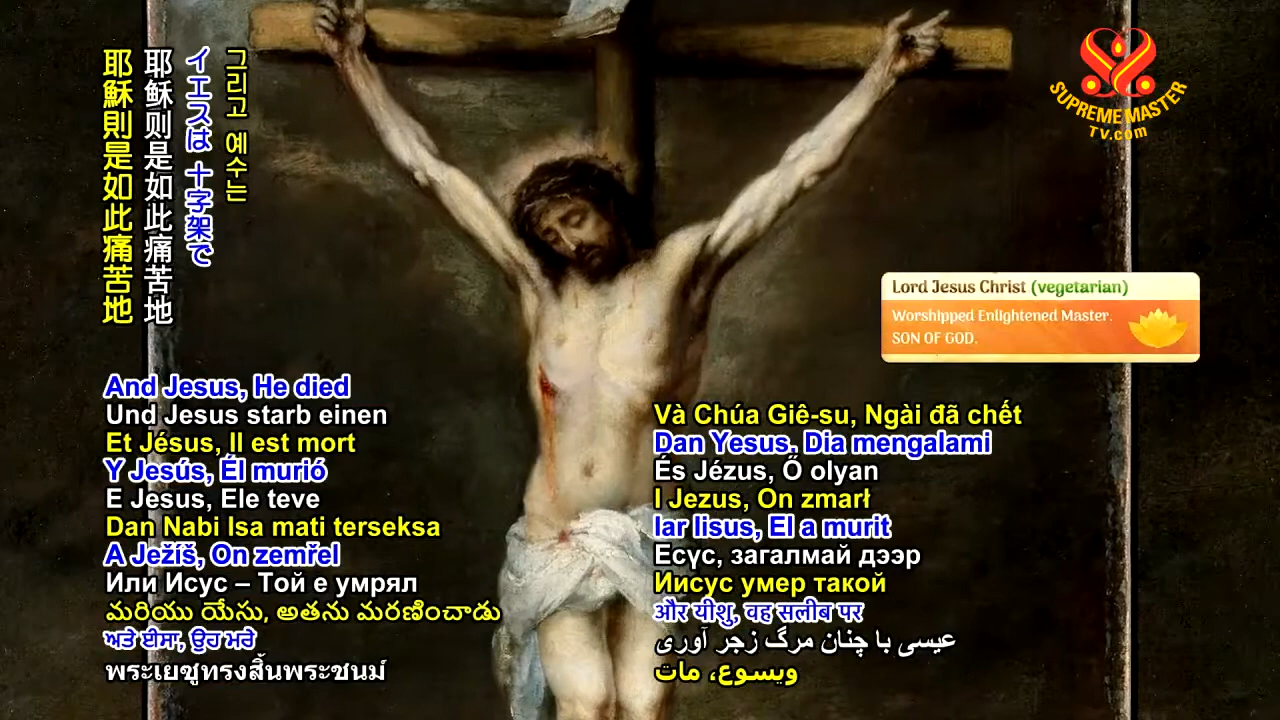 그리고 예수는
イエスは 十字架で
耶稣则是如此痛苦地
耶穌則是如此痛苦地
SUPREME MASTER
TV.com
Lord Jesus Christ (vegetarian)
Worshipped Enlightened Master.
SON OF GOD.
And Jesus, He died
Und Jesus starb einen
Et Jésus, Il est mort
Y Jesús, Él murió
E Jesus, Ele teve
Dan Nabi Isa mati terseksa
A Ježíš, On zemřel
Или Исус – Той е умрял
మరియు యేసు, అతను మరణించాడు
ਅਤੇ ਈਸਾ, ਉਹ ਮਰੇ
พระเยซูทรงสิ้นพระชนม์
Và Chúa Giê-su, Ngài đã chết
Dan Yesus, Dia mengalami
És Jézus, Ő olyan
I Jezus, On zmarł
Iar Iisus, El a murit
Есүс, загалмай дээр
Иисус умер такой
और यीशु, वह सलीब पर
عیسی با چنان مرگ زجر آوری
ويسوع، مات